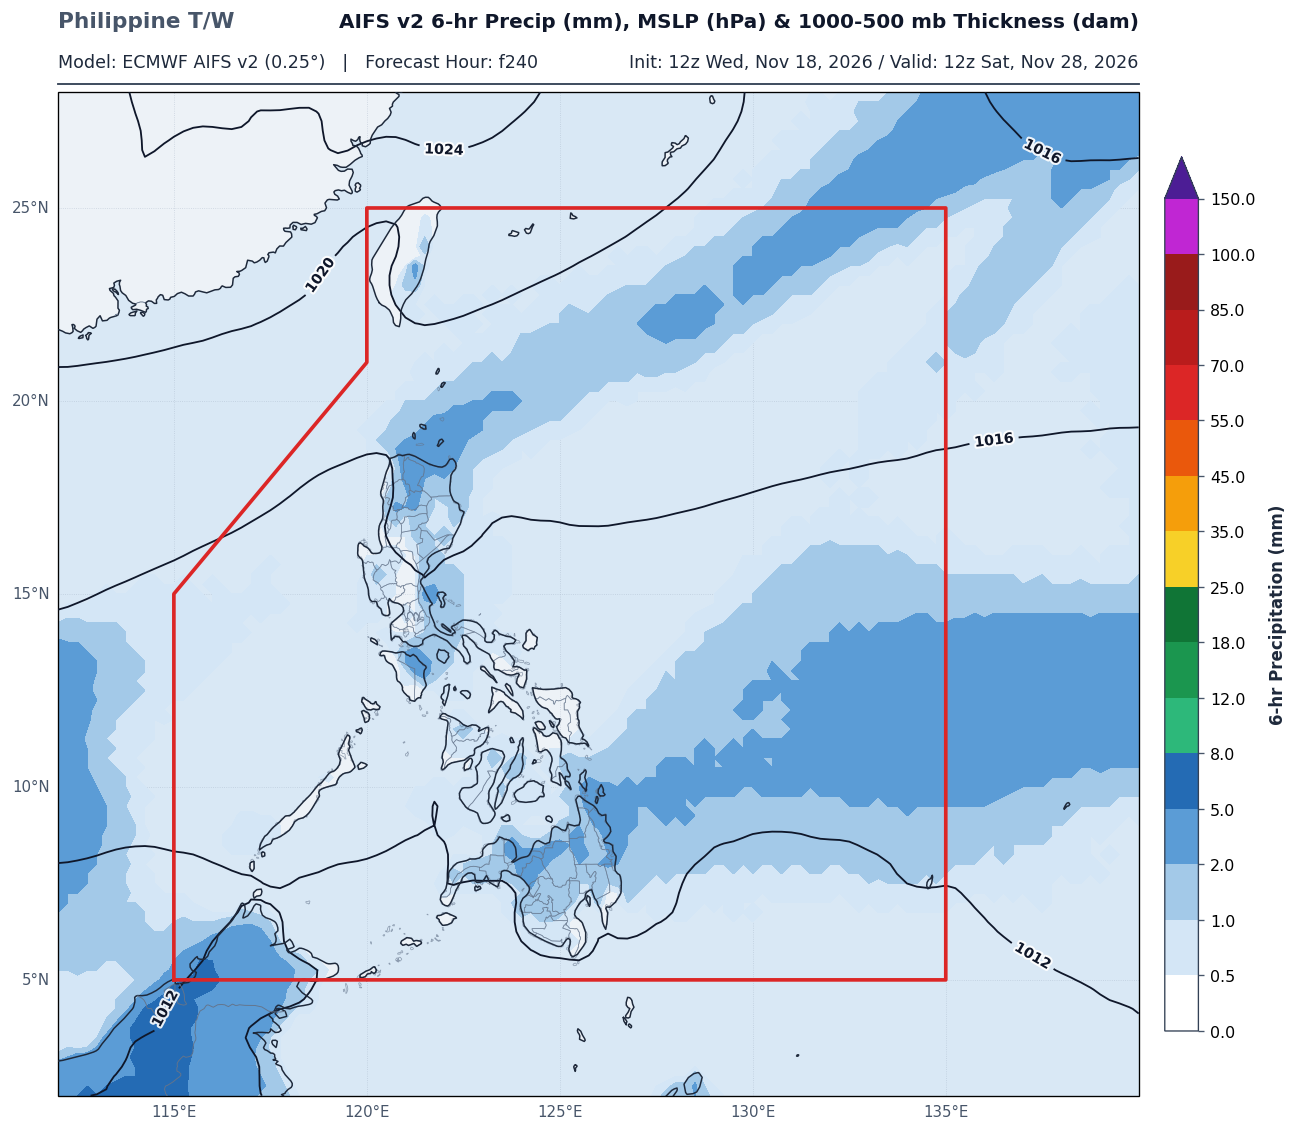 Philippine T/W
AIFS v2 6-hr Precip (mm), MSLP (hPa) & 1000-500 mb Thickness (dam)
Model: ECMWF AIFS v2 (0.25°) | Forecast Hour: f240
Init: 12z Wed, Nov 18, 2026 / Valid: 12z Sat, Nov 28, 2026
1024
1016
1020
1016
1012
1012
25°N
20°N
15°N
10°N
5°N
115°E
120°E
125°E
130°E
135°E
150.0
100.0
85.0
70.0
55.0
45.0
35.0
25.0
18.0
12.0
8.0
5.0
2.0
1.0
0.5
0.0
6-hr Precipitation (mm)